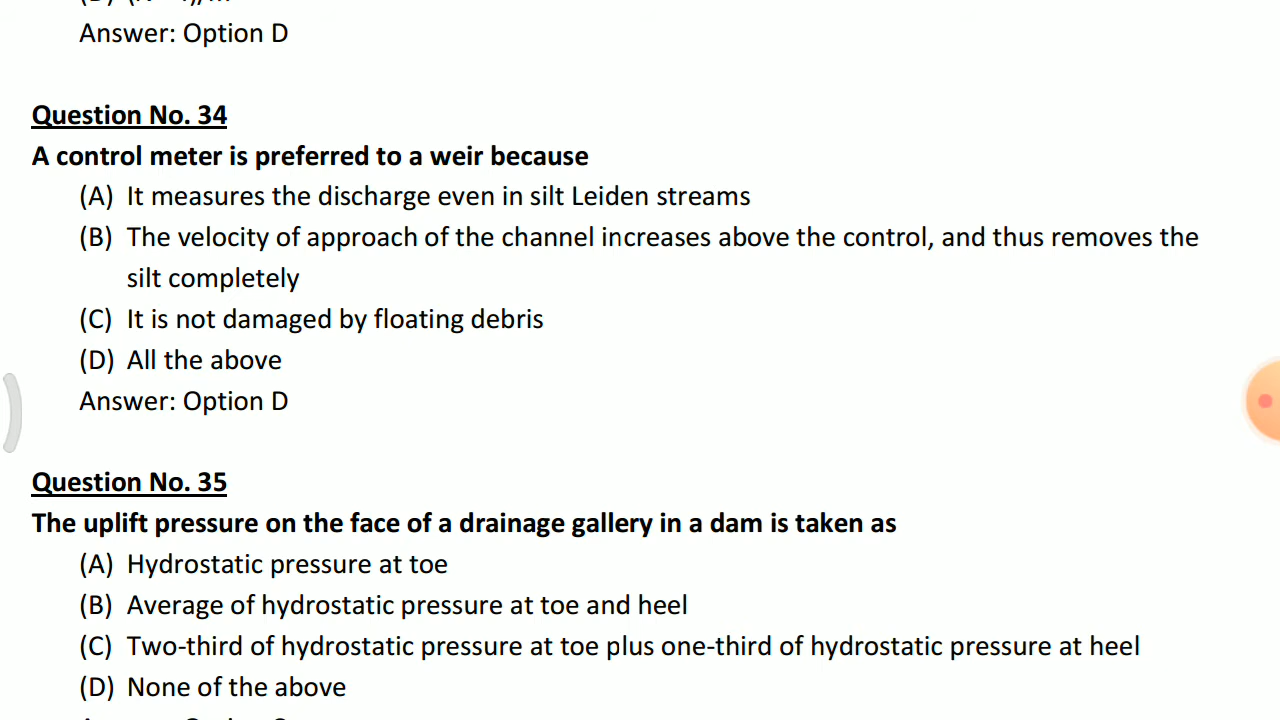 Answer: Option D
Question No. 34
A control meter is preferred to a weir because
(A) It measures the discharge even in silt Leiden streams
(B) The velocity of approach of the channel increases above the control, and thus removes the
silt completely
(C) It is not damaged by floating debris
(D) All the above
Answer: Option D
Question No. 35
The uplift pressure on the face of a drainage gallery in a dam is taken as
(A) Hydrostatic pressure at toe
(B) Average of hydrostatic pressure at toe and heel
(C) Two-third of hydrostatic pressure at toe plus one-third of hydrostatic pressure at heel
(D) None of the above